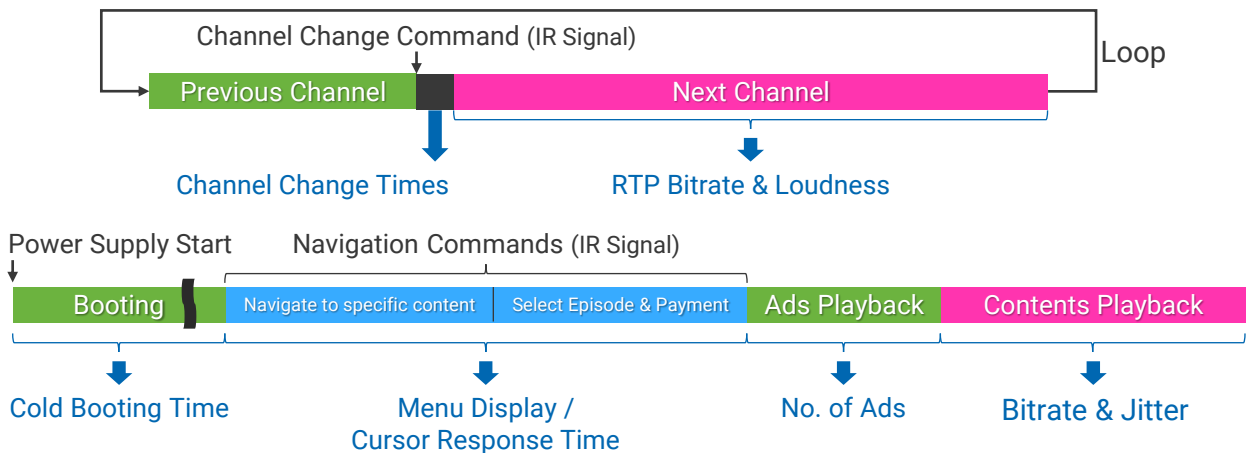 Channel Change Command (IR Signal)
Loop
Previous Channel
Next Channel
Channel Change Times
RTP Bitrate & Loudness
Power Supply Start
Navigation Commands (IR Signal)
Booting
Navigate to specific content
Select Episode & Payment
Ads Playback
Contents Playback
Cold Booting Time
Menu Display /
Cursor Response Time
No. of Ads
Bitrate & Jitter